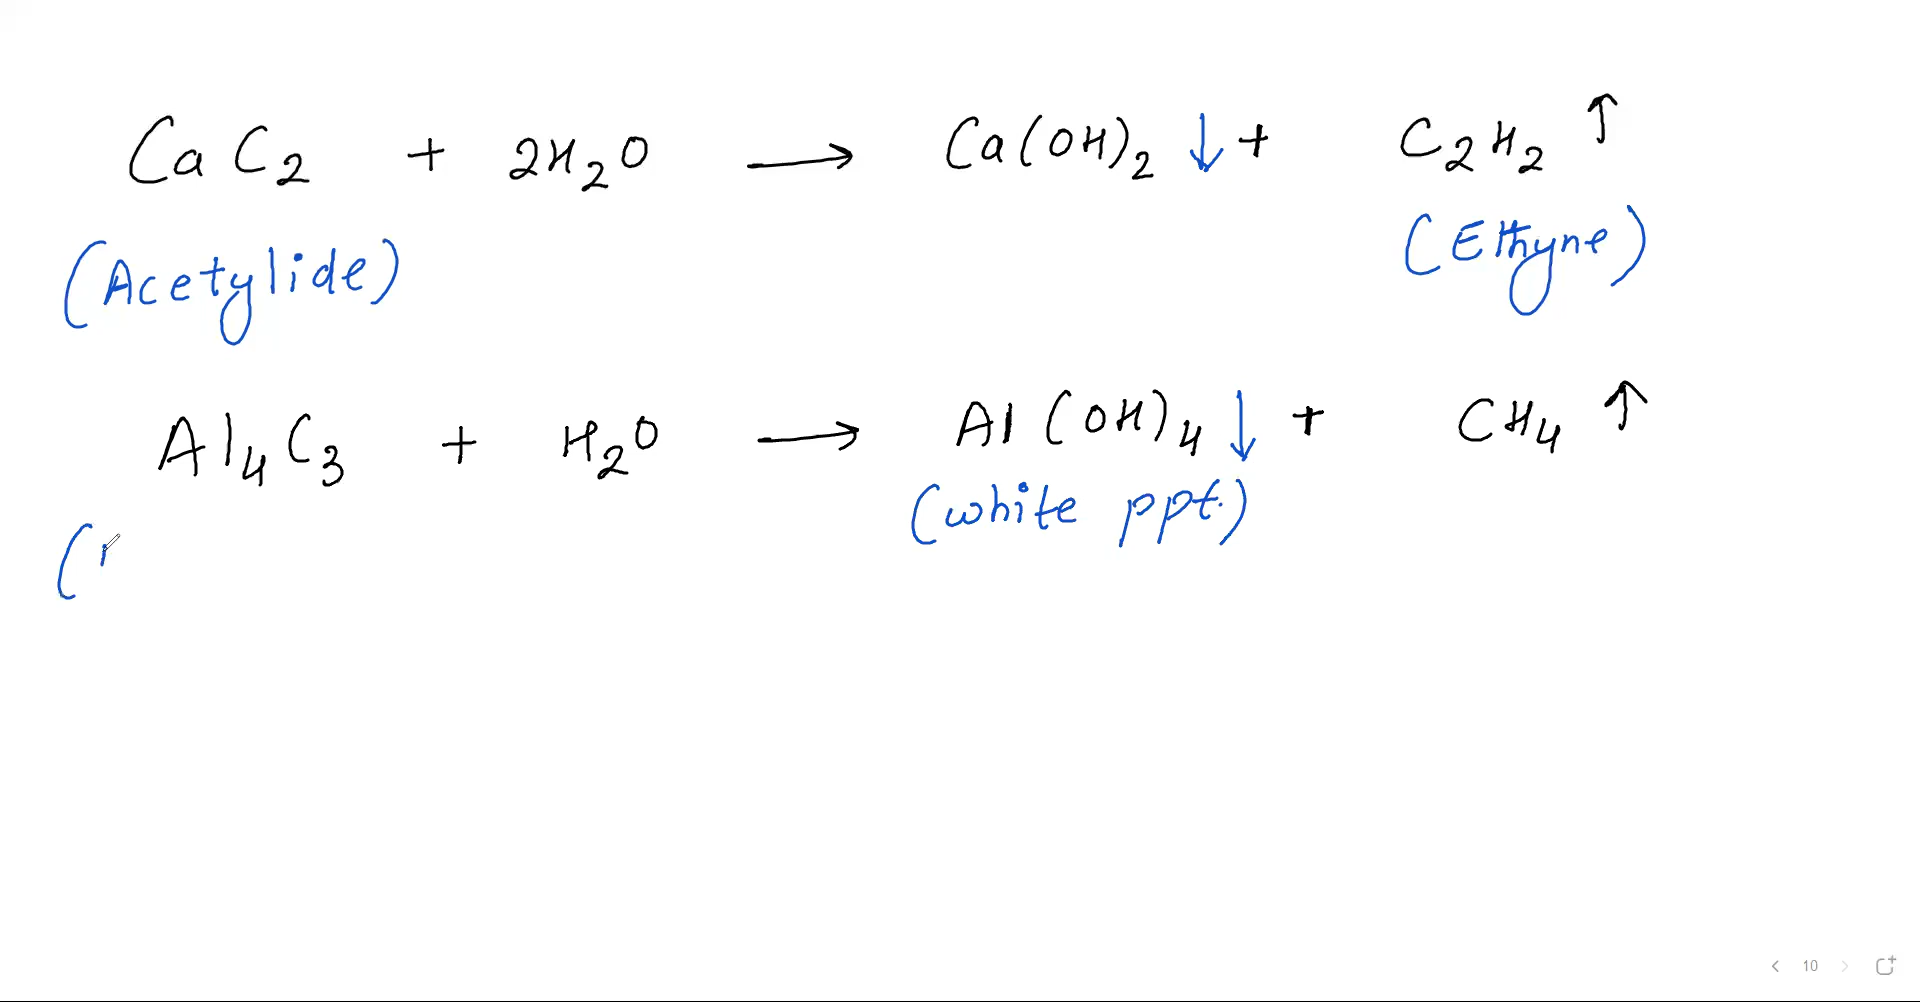 CaC₂ + 2H₂O → Ca(OH)₂ ↓ + C₂H₂ ↑
(Acetylide) (Ethyne)
Al₄C₃ + H₂O → Al(OH)₄ ↓ + CH₄ ↑
(white ppt.)
(
10